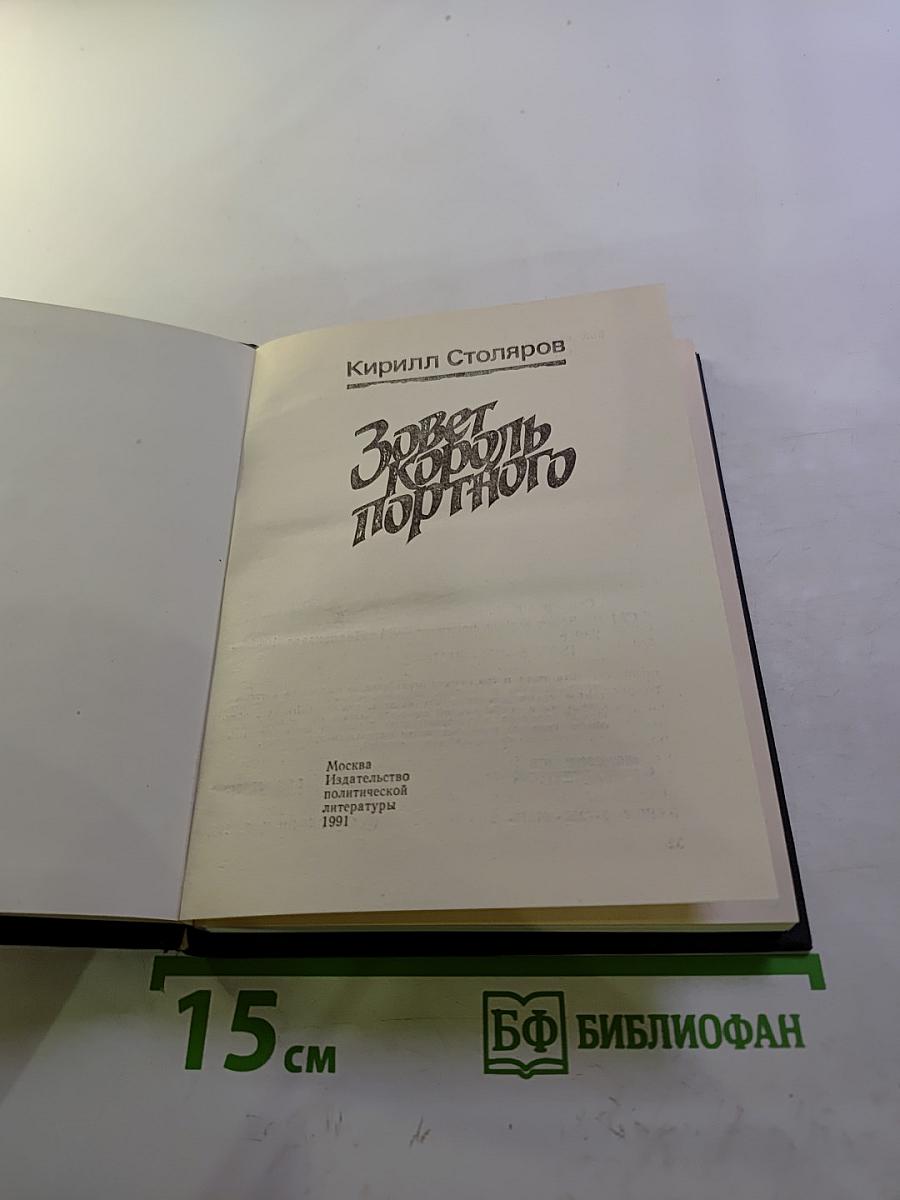 Кирилл Столяров
Зовет
король
портного
Москва
Издательство
политической
литературы
1991
15 см
БФ БИБЛИОФАН